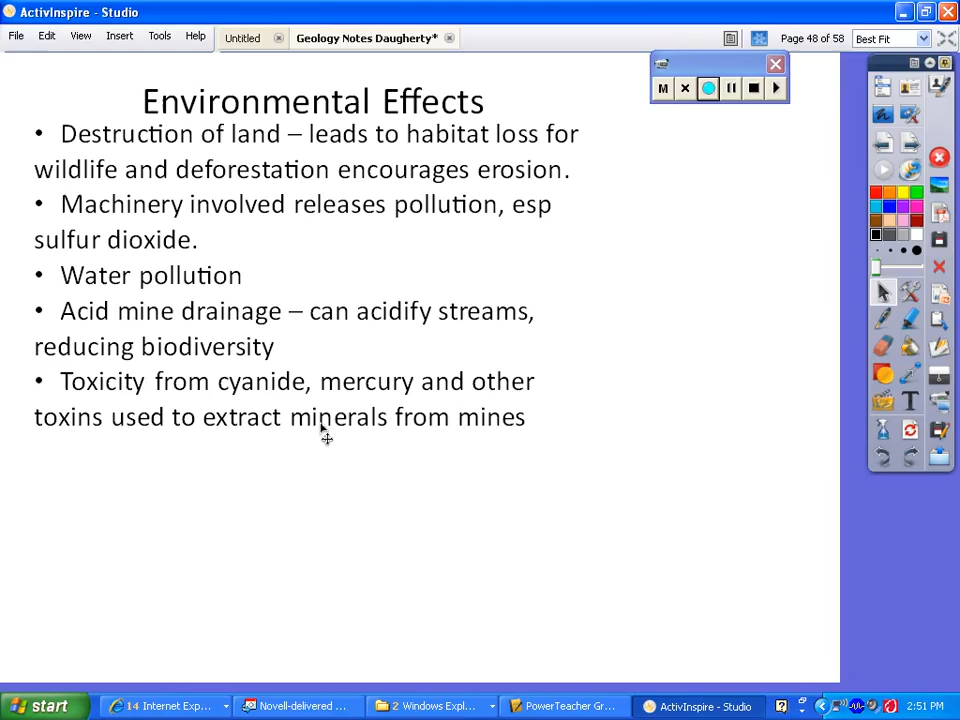 ActivInspire - Studio
File Edit View Insert Tools Help Untitled Geology Notes Daugherty* Page 48 of 58 Best Fit
M
Environmental Effects
• Destruction of land – leads to habitat loss for
wildlife and deforestation encourages erosion.
• Machinery involved releases pollution, esp
sulfur dioxide.
• Water pollution
• Acid mine drainage – can acidify streams,
reducing biodiversity
• Toxicity from cyanide, mercury and other
toxins used to extract minerals from mines
T
start 14 Internet Exp... Novell-delivered ... 2 Windows Expl... PowerTeacher Gr... ActivInspire - Studio 2:51 PM